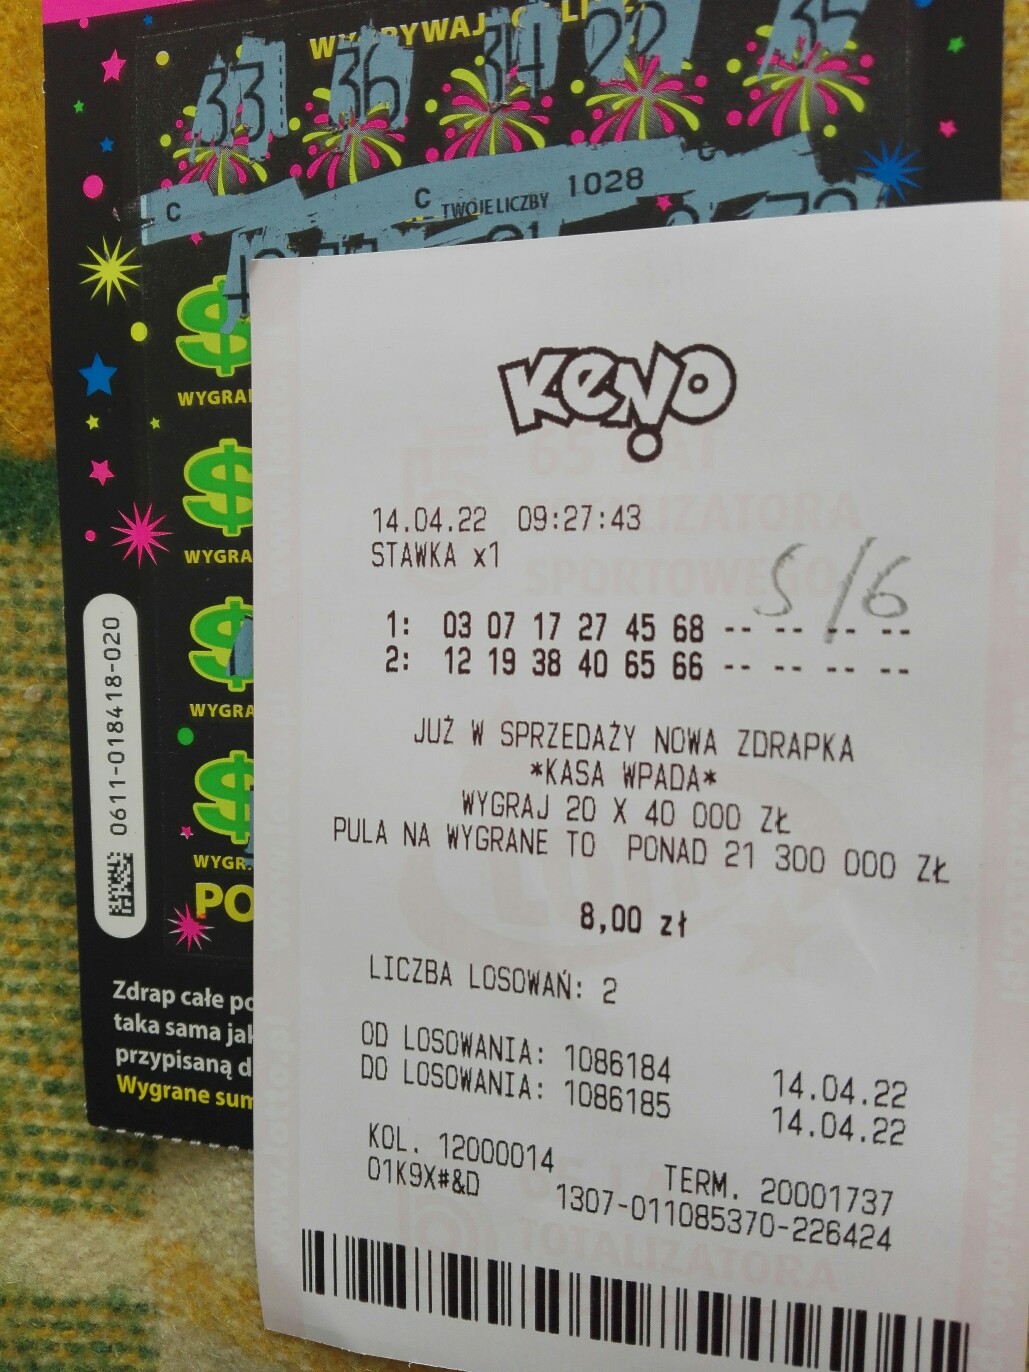 33 36 34 22 35
C C TWOJE LICZBY 1028
WYGRA
WYGRA
WYGRA
WYGR
PO
0611-018418-020
Zdrap całe po
taka sama jak
przypisaną d
Wygrane sum
KENO
14.04.22 09:27:43
STAWKA x1
5/6
1: 03 07 17 27 45 68 -- -- -- --
2: 12 19 38 40 65 66 -- -- -- --
JUŻ W SPRZEDAŻY NOWA ZDRAPKA
*KASA WPADA*
WYGRAJ 20 X 40 000 ZŁ
PULA NA WYGRANE TO PONAD 21 300 000 ZŁ
8,00 zł
LICZBA LOSOWAŃ: 2
OD LOSOWANIA: 1086184 14.04.22
DO LOSOWANIA: 1086185 14.04.22
KOL. 12000014 TERM. 20001737
01K9X#&D 1307-011085370-226424